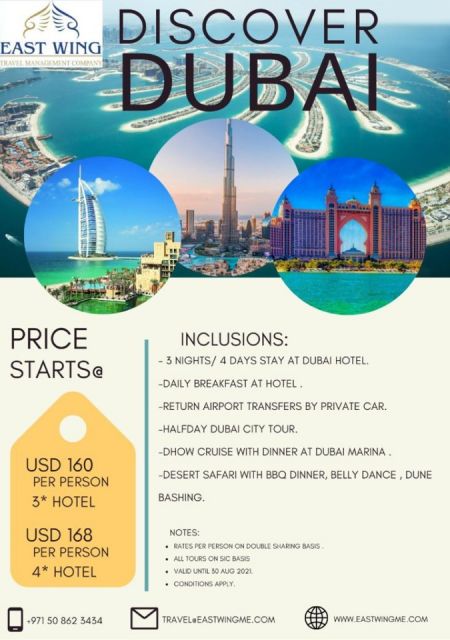 EAST WING
TRAVEL MANAGEMENT COMPANY
DISCOVER
DUBAI
PRICE
STARTS@
USD 160
PER PERSON
3* HOTEL
USD 168
PER PERSON
4* HOTEL
INCLUSIONS:
- 3 NIGHTS/ 4 DAYS STAY AT DUBAI HOTEL.
-DAILY BREAKFAST AT HOTEL .
-RETURN AIRPORT TRANSFERS BY PRIVATE CAR.
-HALFDAY DUBAI CITY TOUR.
-DHOW CRUISE WITH DINNER AT DUBAI MARINA .
-DESERT SAFARI WITH BBQ DINNER, BELLY DANCE , DUNE
BASHING.
NOTES:
• RATES PER PERSON ON DOUBLE SHARING BASIS .
• ALL TOURS ON SIC BASIS
• VALID UNTIL 30 AUG 2021.
• CONDITIONS APPLY.
+971 50 862 3434
TRAVEL@EASTWINGME.COM
WWW.EASTWINGME.COM